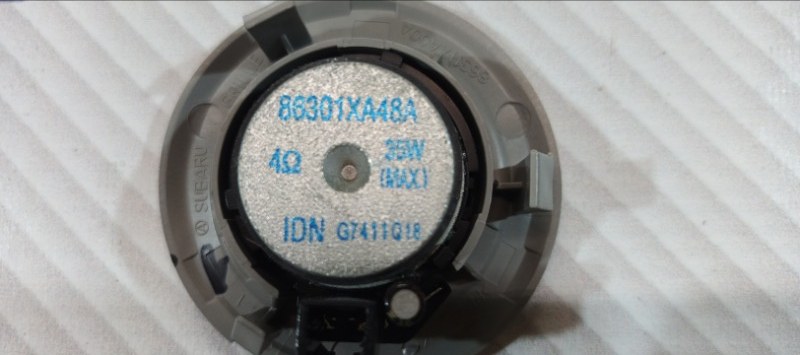 86301XA48A
4Ω 35W
(MAX)
IDN G7411Q18
SUBARU